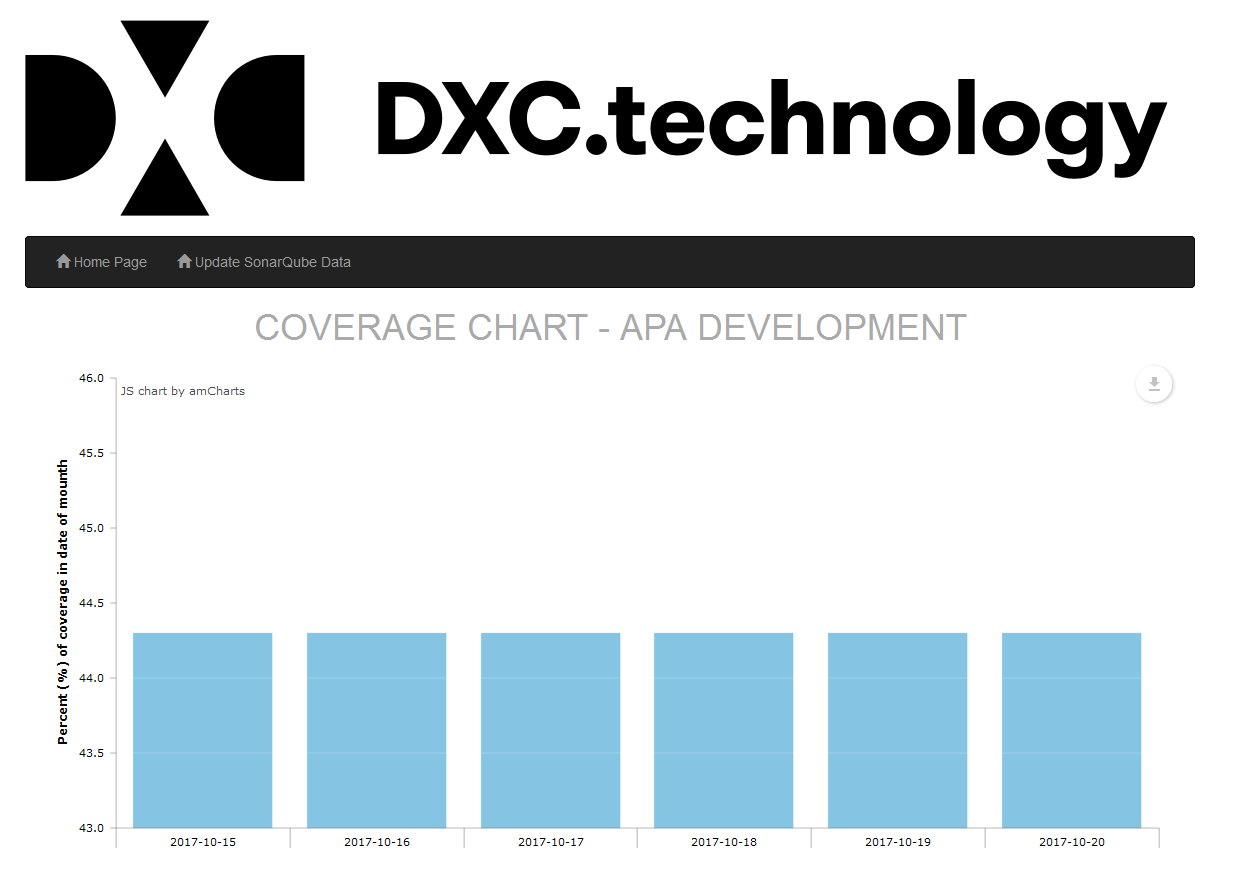 DXC.technology
Home Page Update SonarQube Data
COVERAGE CHART - APA DEVELOPMENT
JS chart by amCharts
Percent (%) of coverage in date of mounth
46.0
45.5
45.0
44.5
44.0
43.5
43.0
2017-10-15 2017-10-16 2017-10-17 2017-10-18 2017-10-19 2017-10-20